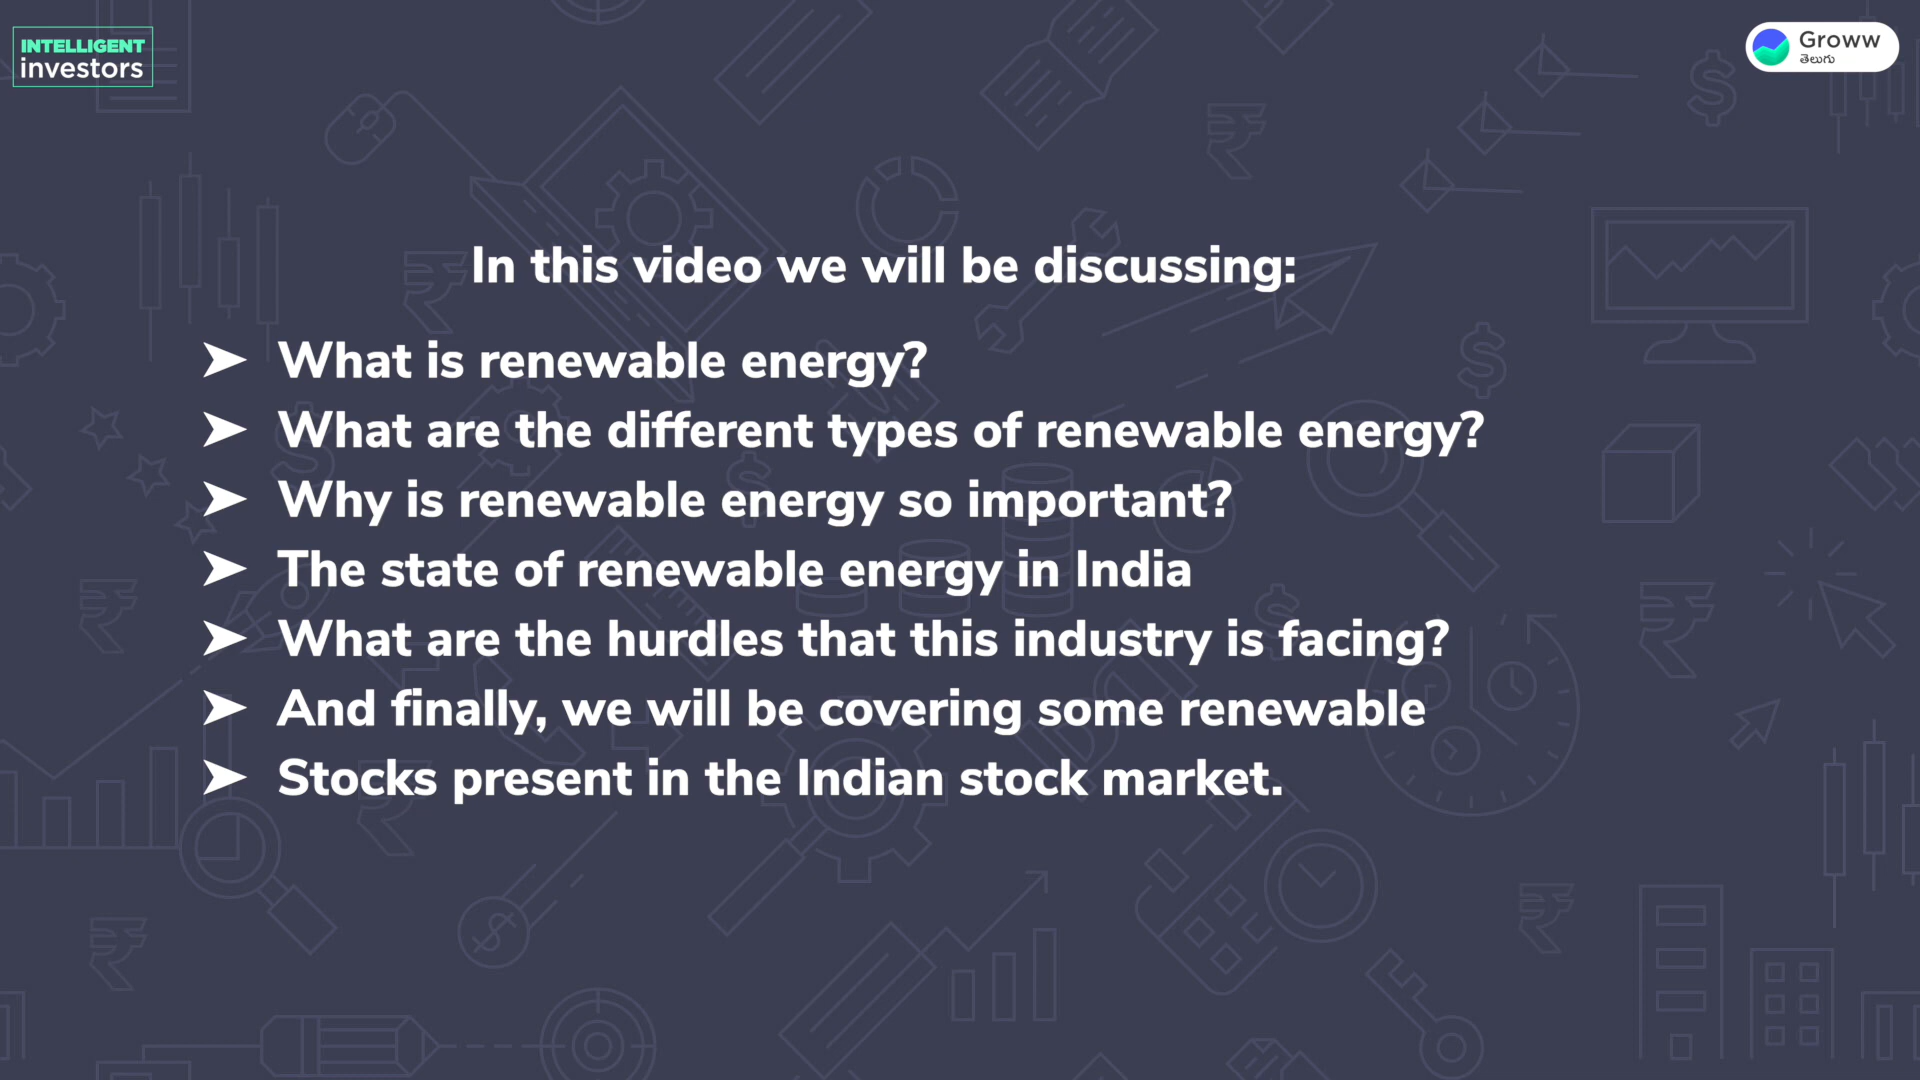 INTELLIGENT
investors
Groww
తెలుగు
In this video we will be discussing:
➤ What is renewable energy?
➤ What are the different types of renewable energy?
➤ Why is renewable energy so important?
➤ The state of renewable energy in India
➤ What are the hurdles that this industry is facing?
➤ And finally, we will be covering some renewable
➤ Stocks present in the Indian stock market.